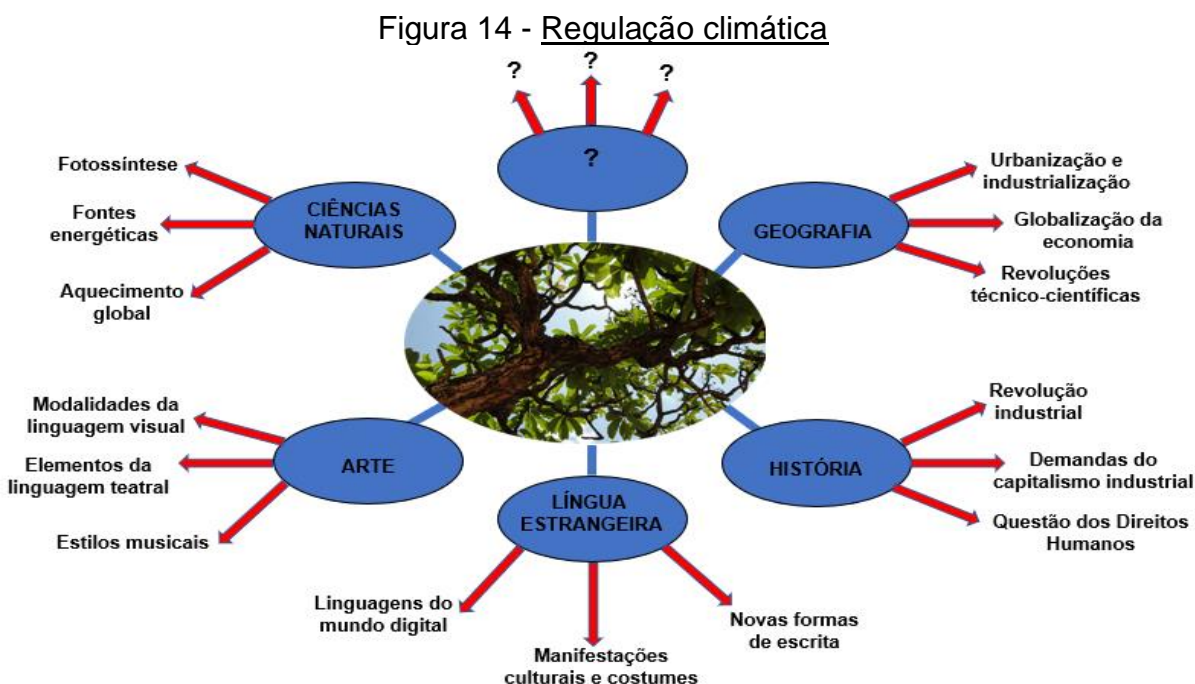 Figura 14 - Regulação climática
? ? ?
?
CIÊNCIAS
NATURAIS
Fotossíntese
Fontes
energéticas
Aquecimento
global
GEOGRAFIA
Urbanização e
industrialização
Globalização da
economia
Revoluções
técnico-científicas
ARTE
Modalidades da
linguagem visual
Elementos da
linguagem teatral
Estilos musicais
HISTÓRIA
Revolução
industrial
Demandas do
capitalismo industrial
Questão dos Direitos
Humanos
LÍNGUA
ESTRANGEIRA
Linguagens do
mundo digital
Manifestações
culturais e costumes
Novas formas
de escrita